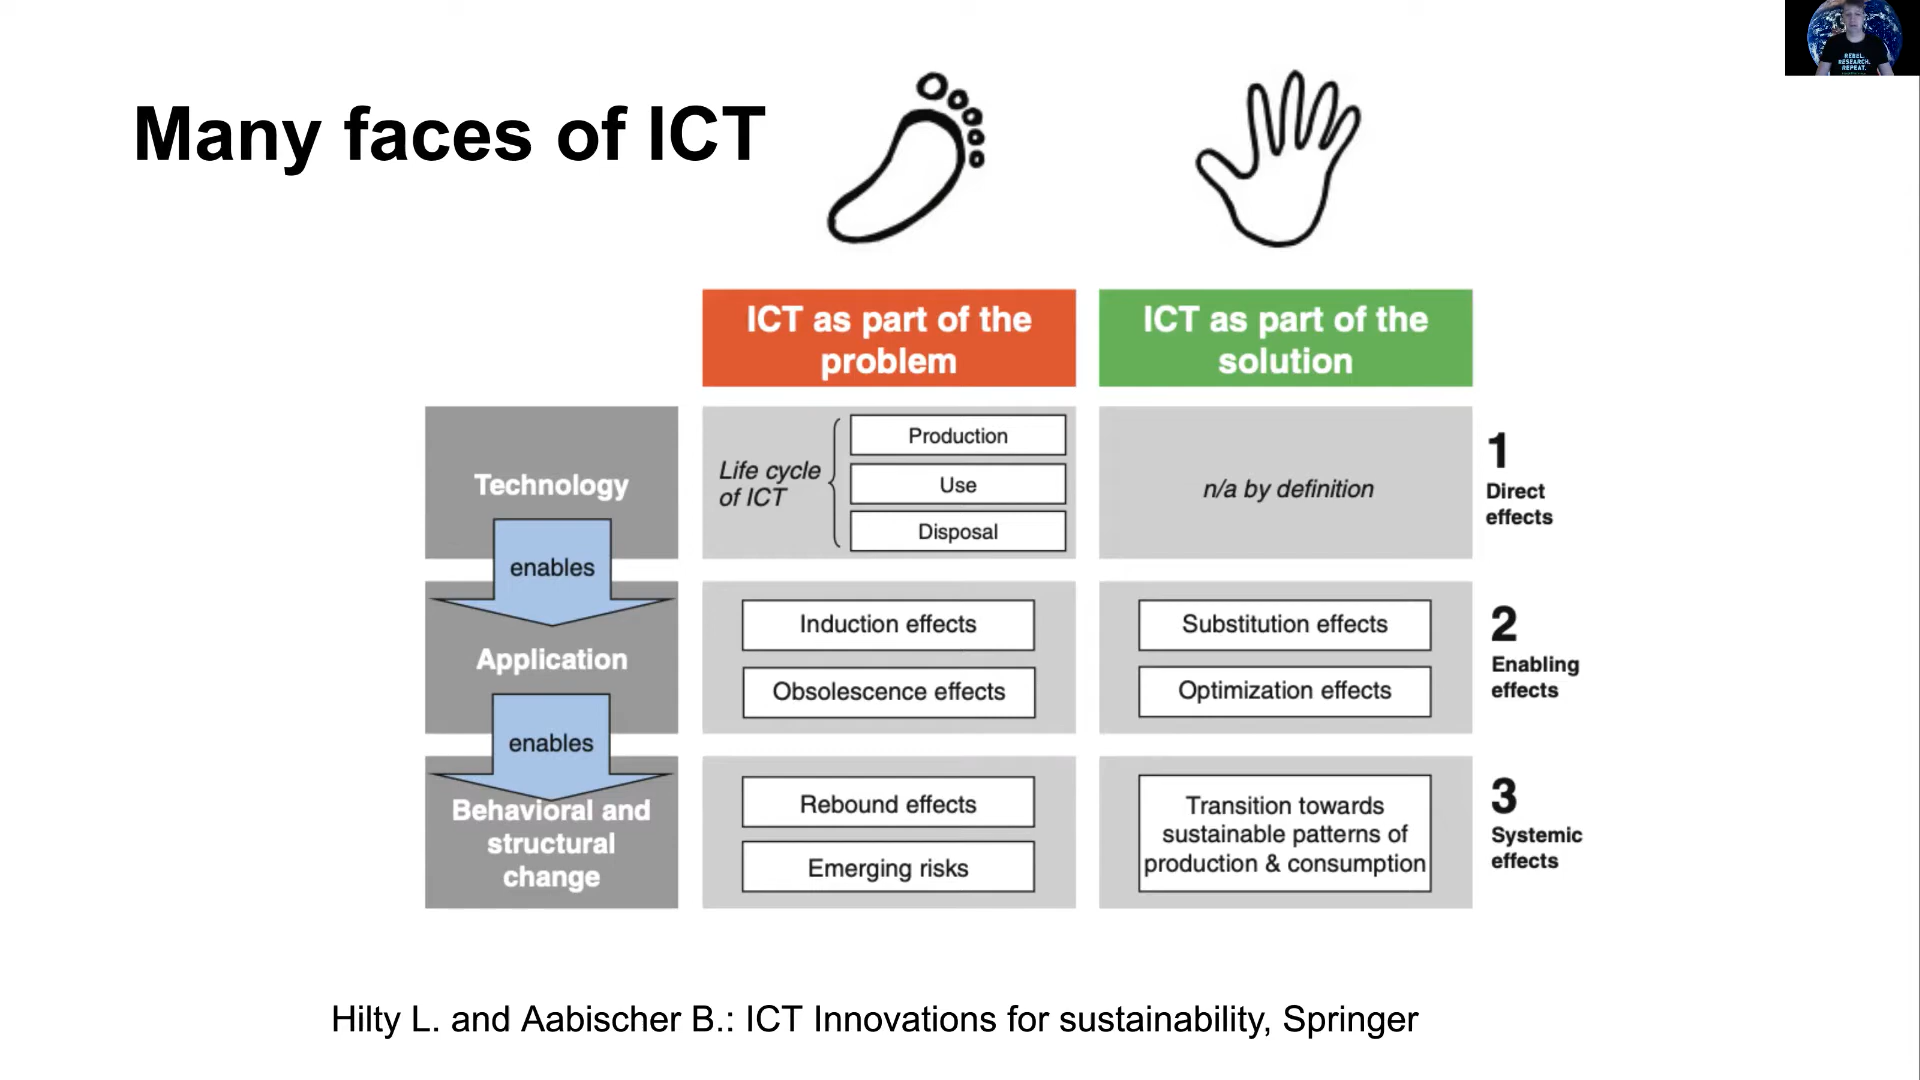 Many faces of ICT
REBEL.
RESEARCH.
REPEAT.
ICT as part of the
problem
ICT as part of the
solution
Technology
Life cycle
of ICT
Production
Use
Disposal
n/a by definition
1
Direct
effects
enables
Application
Induction effects
Obsolescence effects
Substitution effects
Optimization effects
2
Enabling
effects
enables
Behavioral and
structural
change
Rebound effects
Emerging risks
Transition towards
sustainable patterns of
production & consumption
3
Systemic
effects
Hilty L. and Aabischer B.: ICT Innovations for sustainability, Springer